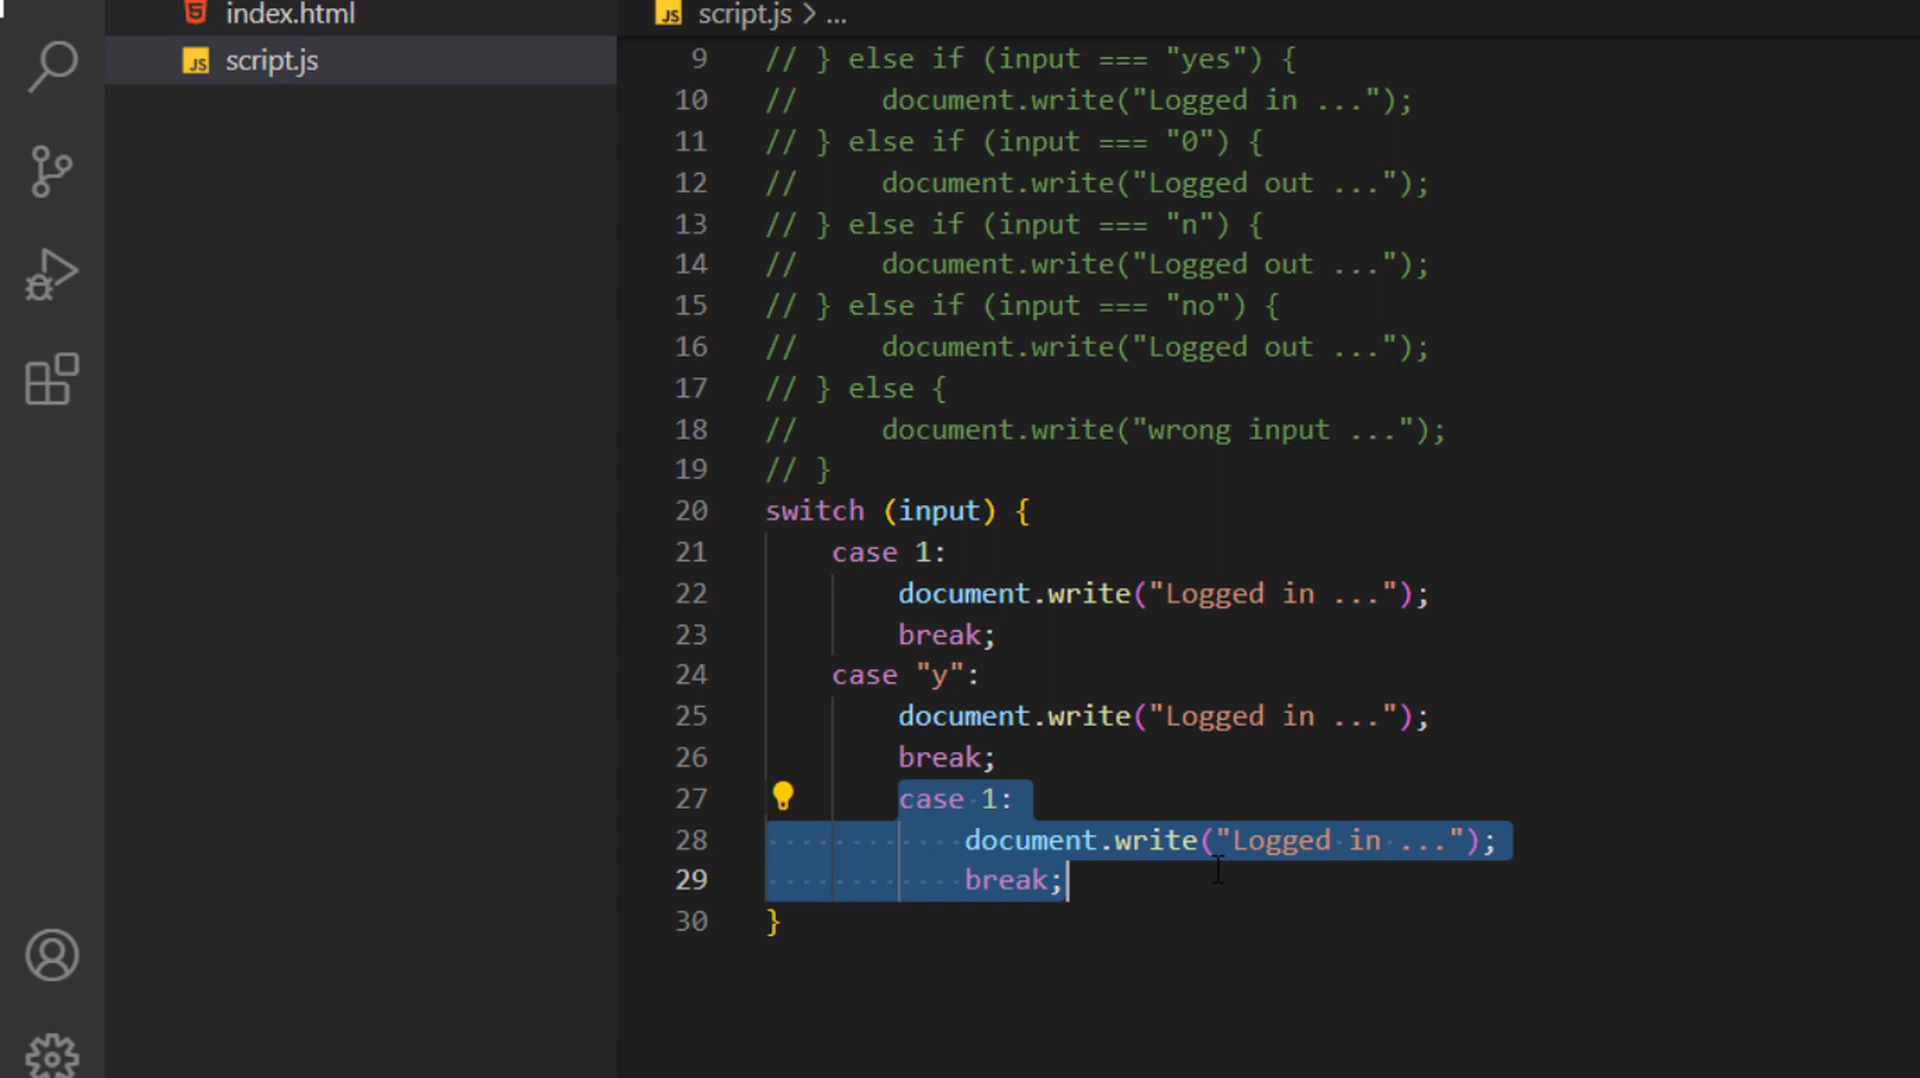 index.html
JS script.js
JS script.js > ...
9 // } else if (input === "yes") {
10 //     document.write("Logged in ...");
11 // } else if (input === "0") {
12 //     document.write("Logged out ...");
13 // } else if (input === "n") {
14 //     document.write("Logged out ...");
15 // } else if (input === "no") {
16 //     document.write("Logged out ...");
17 // } else {
18 //     document.write("wrong input ...");
19 // }
20 switch (input) {
21     case 1:
22         document.write("Logged in ...");
23         break;
24     case "y":
25         document.write("Logged in ...");
26         break;
27         case 1:
28             document.write("Logged in ...");
29             break;
30 }